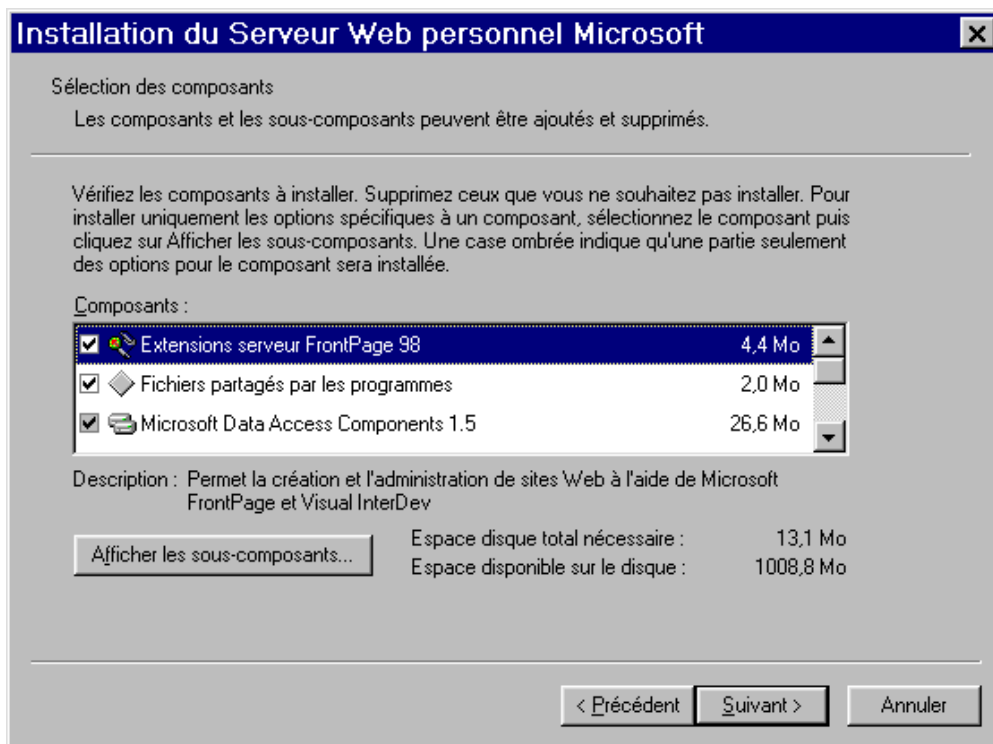 Installation du Serveur Web personnel Microsoft
Sélection des composants
Les composants et les sous-composants peuvent être ajoutés et supprimés.
Vérifiez les composants à installer. Supprimez ceux que vous ne souhaitez pas installer. Pour
installer uniquement les options spécifiques à un composant, sélectionnez le composant puis
cliquez sur Afficher les sous-composants. Une case ombrée indique qu'une partie seulement
des options pour le composant sera installée.
Composants :
Extensions serveur FrontPage 98 4,4 Mo
Fichiers partagés par les programmes 2,0 Mo
Microsoft Data Access Components 1.5 26,6 Mo
Description : Permet la création et l'administration de sites Web à l'aide de Microsoft
FrontPage et Visual InterDev
Afficher les sous-composants...
Espace disque total nécessaire : 13,1 Mo
Espace disponible sur le disque : 1008,8 Mo
< Précédent Suivant > Annuler